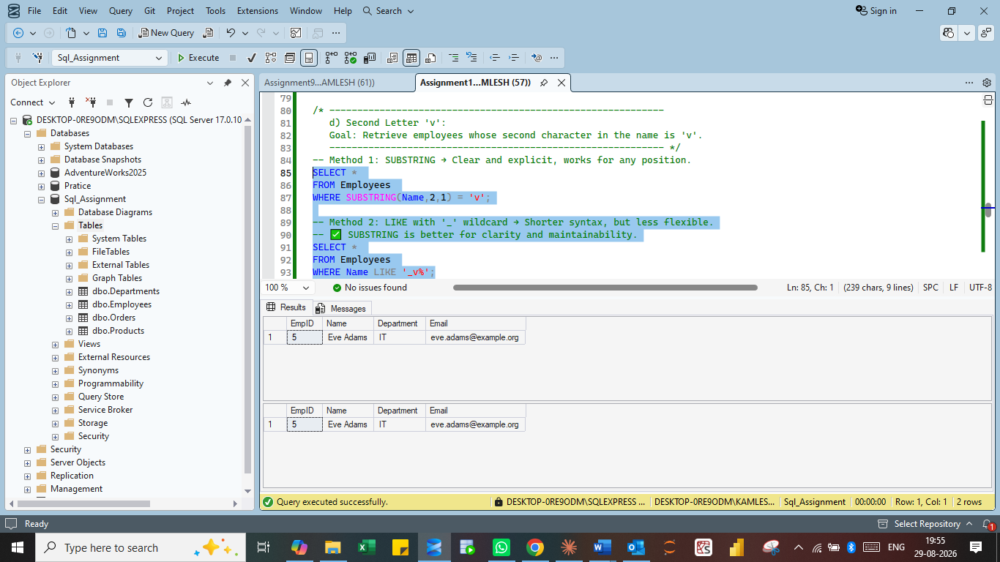 File Edit View Query Git Project Tools Extensions Window Help Search Sign in
New Query
Sql_Assignment Execute
Object Explorer
Connect
DESKTOP-0RE9ODM\SQLEXPRESS (SQL Server 17.0.10
Databases
System Databases
Database Snapshots
AdventureWorks2025
Pratice
Sql_Assignment
Database Diagrams
Tables
System Tables
FileTables
External Tables
Graph Tables
dbo.Departments
dbo.Employees
dbo.Orders
dbo.Products
Views
External Resources
Synonyms
Programmability
Query Store
Service Broker
Storage
Security
Security
Server Objects
Replication
Management
Assignment9...AMLESH (61)) Assignment1...MLESH (57))
79
80 /* ------------------------------------------------------------
81 d) Second Letter 'v':
82 Goal: Retrieve employees whose second character in the name is 'v'.
83 ------------------------------------------------------------ */
84 -- Method 1: SUBSTRING → Clear and explicit, works for any position.
85 SELECT *
86 FROM Employees
87 WHERE SUBSTRING(Name,2,1) = 'v';
88
89 -- Method 2: LIKE with '_' wildcard → Shorter syntax, but less flexible.
90 -- ✅ SUBSTRING is better for clarity and maintainability.
91 SELECT *
92 FROM Employees
93 WHERE Name LIKE '_v%';
100 % No issues found Ln: 85, Ch: 1 (239 chars, 9 lines) SPC LF UTF-8
Results Messages
EmpID Name Department Email
1 5 Eve Adams IT eve.adams@example.org
EmpID Name Department Email
1 5 Eve Adams IT eve.adams@example.org
Query executed successfully. DESKTOP-0RE9ODM\SQLEXPRESS ... DESKTOP-0RE9ODM\KAMLES... Sql_Assignment 00:00:00 Row: 1, Col: 1 2 rows
Ready Select Repository 1
Type here to search ENG 19:55
29-08-2026